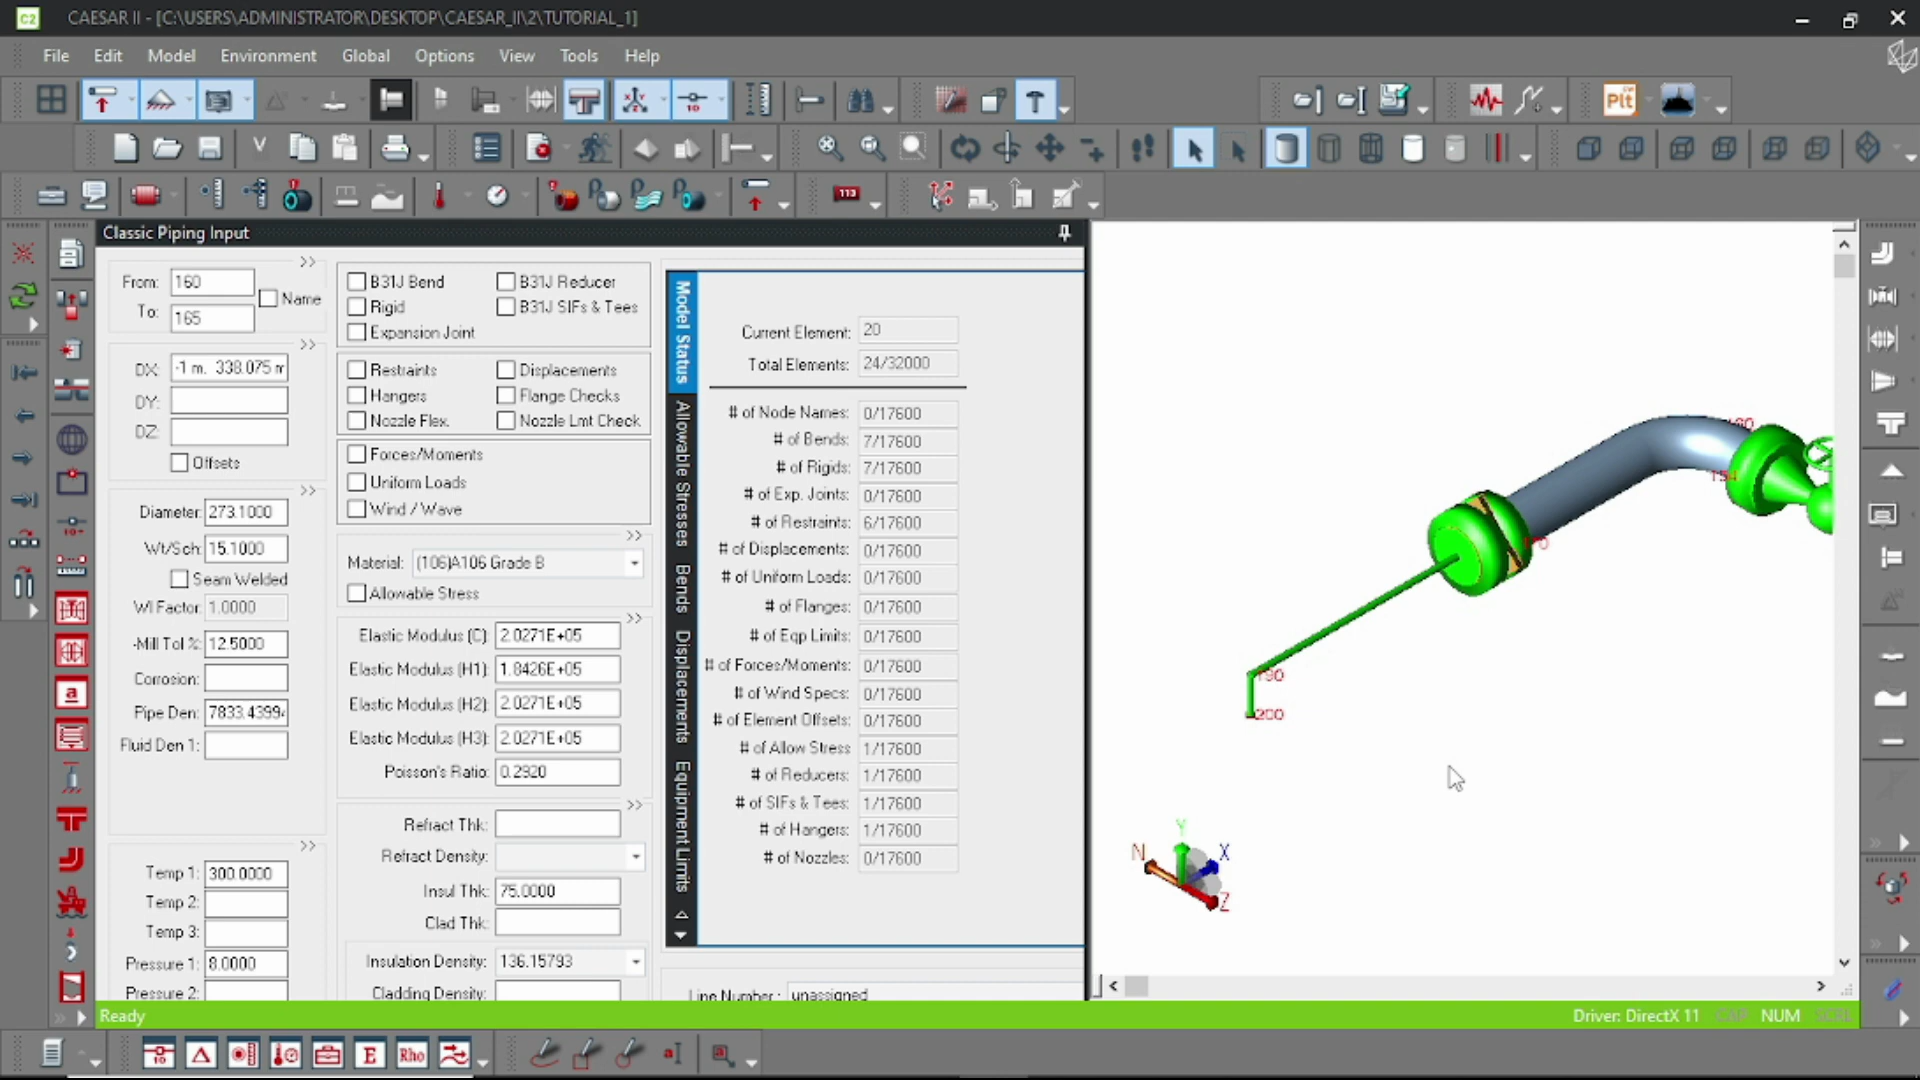 CAESAR II - [C:\USERS\ADMINISTRATOR\DESKTOP\CAESAR_II\2\TUTORIAL_1]
File Edit Model Environment Global Options View Tools Help
Classic Piping Input
From: 160
To: 165
Name
DX: -1 m. 338.075 m
DY:
DZ:
Offsets
Diameter: 273.1000
Wt/Sch: 15.1000
Seam Welded
WI Factor: 1.0000
-Mill Tol %: 12.5000
Corrosion:
Pipe Den: 7833.4399
Fluid Den 1:
Temp 1: 300.0000
Temp 2:
Temp 3:
Pressure 1: 8.0000
Pressure 2:
B31J Bend
B31J Reducer
Rigid
B31J SIFs & Tees
Expansion Joint
Restraints
Displacements
Hangers
Flange Checks
Nozzle Flex.
Nozzle Lmt Check
Forces/Moments
Uniform Loads
Wind / Wave
Material: (106)A106 Grade B
Allowable Stress
Elastic Modulus (C): 2.0271E+05
Elastic Modulus (H1): 1.8426E+05
Elastic Modulus (H2): 2.0271E+05
Elastic Modulus (H3): 2.0271E+05
Poisson's Ratio: 0.2920
Refract Thk:
Refract Density:
Insul Thk: 75.0000
Clad Thk:
Insulation Density: 136.15793
Cladding Density:
Model Status
Allowable Stresses
Bends
Displacements
Equipment Limits
Current Element: 20
Total Elements: 24/32000
# of Node Names: 0/17600
# of Bends: 7/17600
# of Rigids: 7/17600
# of Exp. Joints: 0/17600
# of Restraints: 6/17600
# of Displacements: 0/17600
# of Uniform Loads: 0/17600
# of Flanges: 0/17600
# of Eqp Limits: 0/17600
# of Forces/Moments: 0/17600
# of Wind Specs: 0/17600
# of Element Offsets: 0/17600
# of Allow Stress 1/17600
# of Reducers: 1/17600
# of SIFs & Tees: 1/17600
# of Hangers: 1/17600
# of Nozzles: 0/17600
Line Number : unassigned
190
200
Y
N
X
Z
Ready
Driver: DirectX 11 CAP NUM SCRL
Plt
113
C2
a
E
Rho